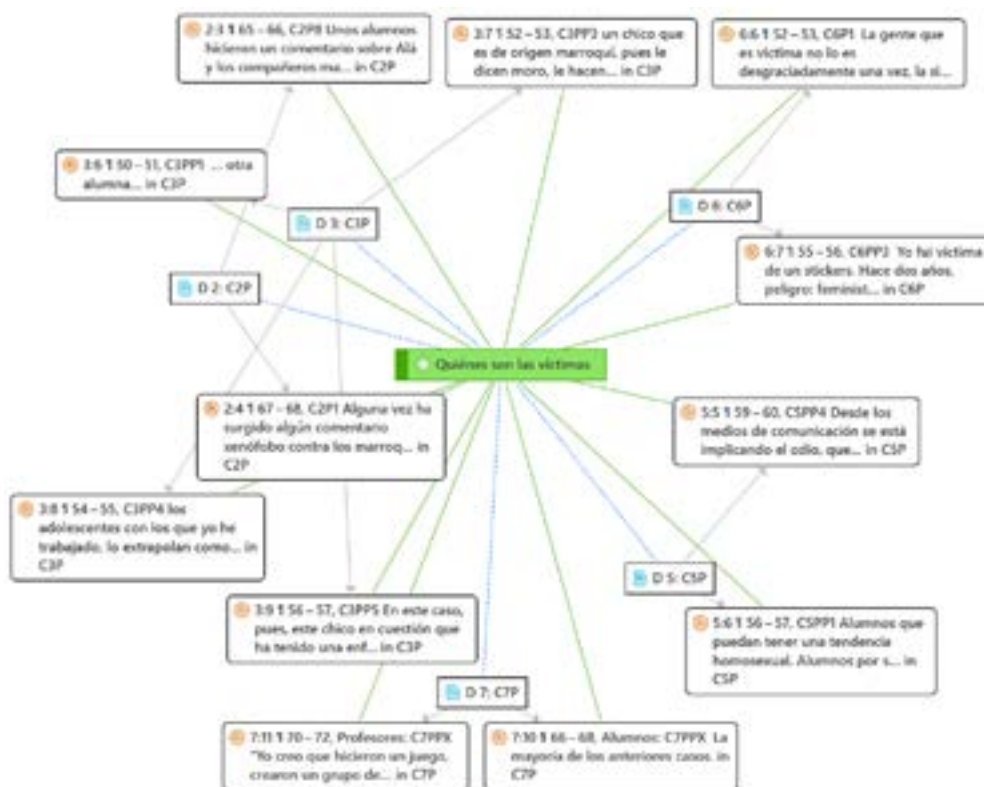 2:3 ¶ 65 – 66, C2P8 Unos alumnos
hicieron un comentario sobre Alá
y los compañeros ma... in C2P
3:7 ¶ 52 – 53, C3PP3 un chico que
es de origen marroquí, pues le
dicen moro, le hacen... in C3P
6:6 ¶ 52 – 53, C6P1 La gente que
es víctima no lo es
desgraciadamente una vez, la si...
3:6 ¶ 50 – 51, C3PP1 ... otra
alumna... in C3P
D 3: C3P
D 6: C6P
6:7 ¶ 55 – 56, C6PP3 Yo fui víctima
de un stickers. Hace dos años,
peligro: feminist... in C6P
D 2: C2P
Quiénes son las víctimas
2:4 ¶ 67 – 68, C2P1 Alguna vez ha
surgido algún comentario
xenófobo contra los marroq... in
C2P
5:5 ¶ 59 – 60, C5PP4 Desde los
medios de comunicación se está
implicando el odio, que... in C5P
3:8 ¶ 54 – 55, C3PP4 los
adolescentes con los que yo he
trabajado, lo extrapolan como... in
C3P
D 5: C5P
3:9 ¶ 56 – 57, C3PP5 En este caso,
pues, este chico en cuestión que
ha tenido una enf... in C3P
5:6 ¶ 56 – 57, C5PP1 Alumnos que
puedan tener una tendencia
homosexual. Alumnos por s... in
C5P
D 7: C7P
7:11 ¶ 70 – 72, Profesores: C7PPX
"Yo creo que hicieron un juego,
crearon un grupo de... in C7P
7:10 ¶ 66 – 68, Alumnos: C7PPX La
mayoría de los anteriores casos. in
C7P